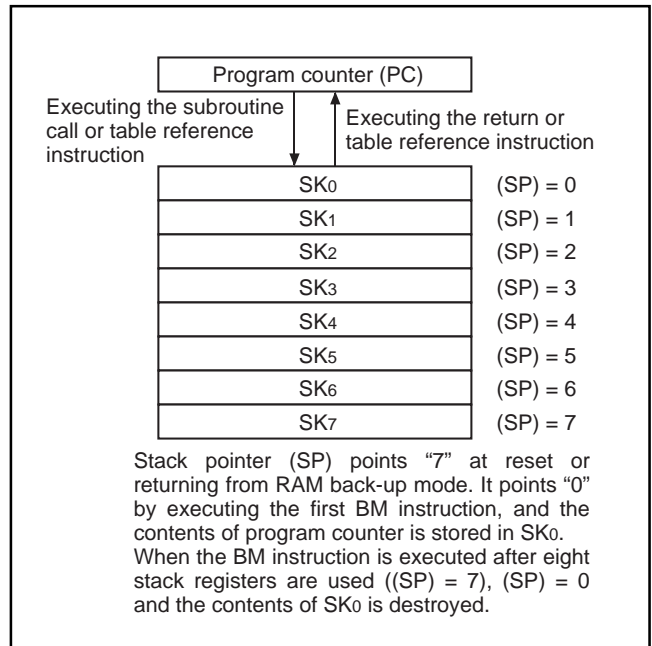 Program counter (PC)
Executing the subroutine
call or table reference
instruction
Executing the return or
table reference instruction
SK0 (SP) = 0
SK1 (SP) = 1
SK2 (SP) = 2
SK3 (SP) = 3
SK4 (SP) = 4
SK5 (SP) = 5
SK6 (SP) = 6
SK7 (SP) = 7
Stack pointer (SP) points “7” at reset or
returning from RAM back-up mode. It points “0”
by executing the first BM instruction, and the
contents of program counter is stored in SK0.
When the BM instruction is executed after eight
stack registers are used ((SP) = 7), (SP) = 0
and the contents of SK0 is destroyed.